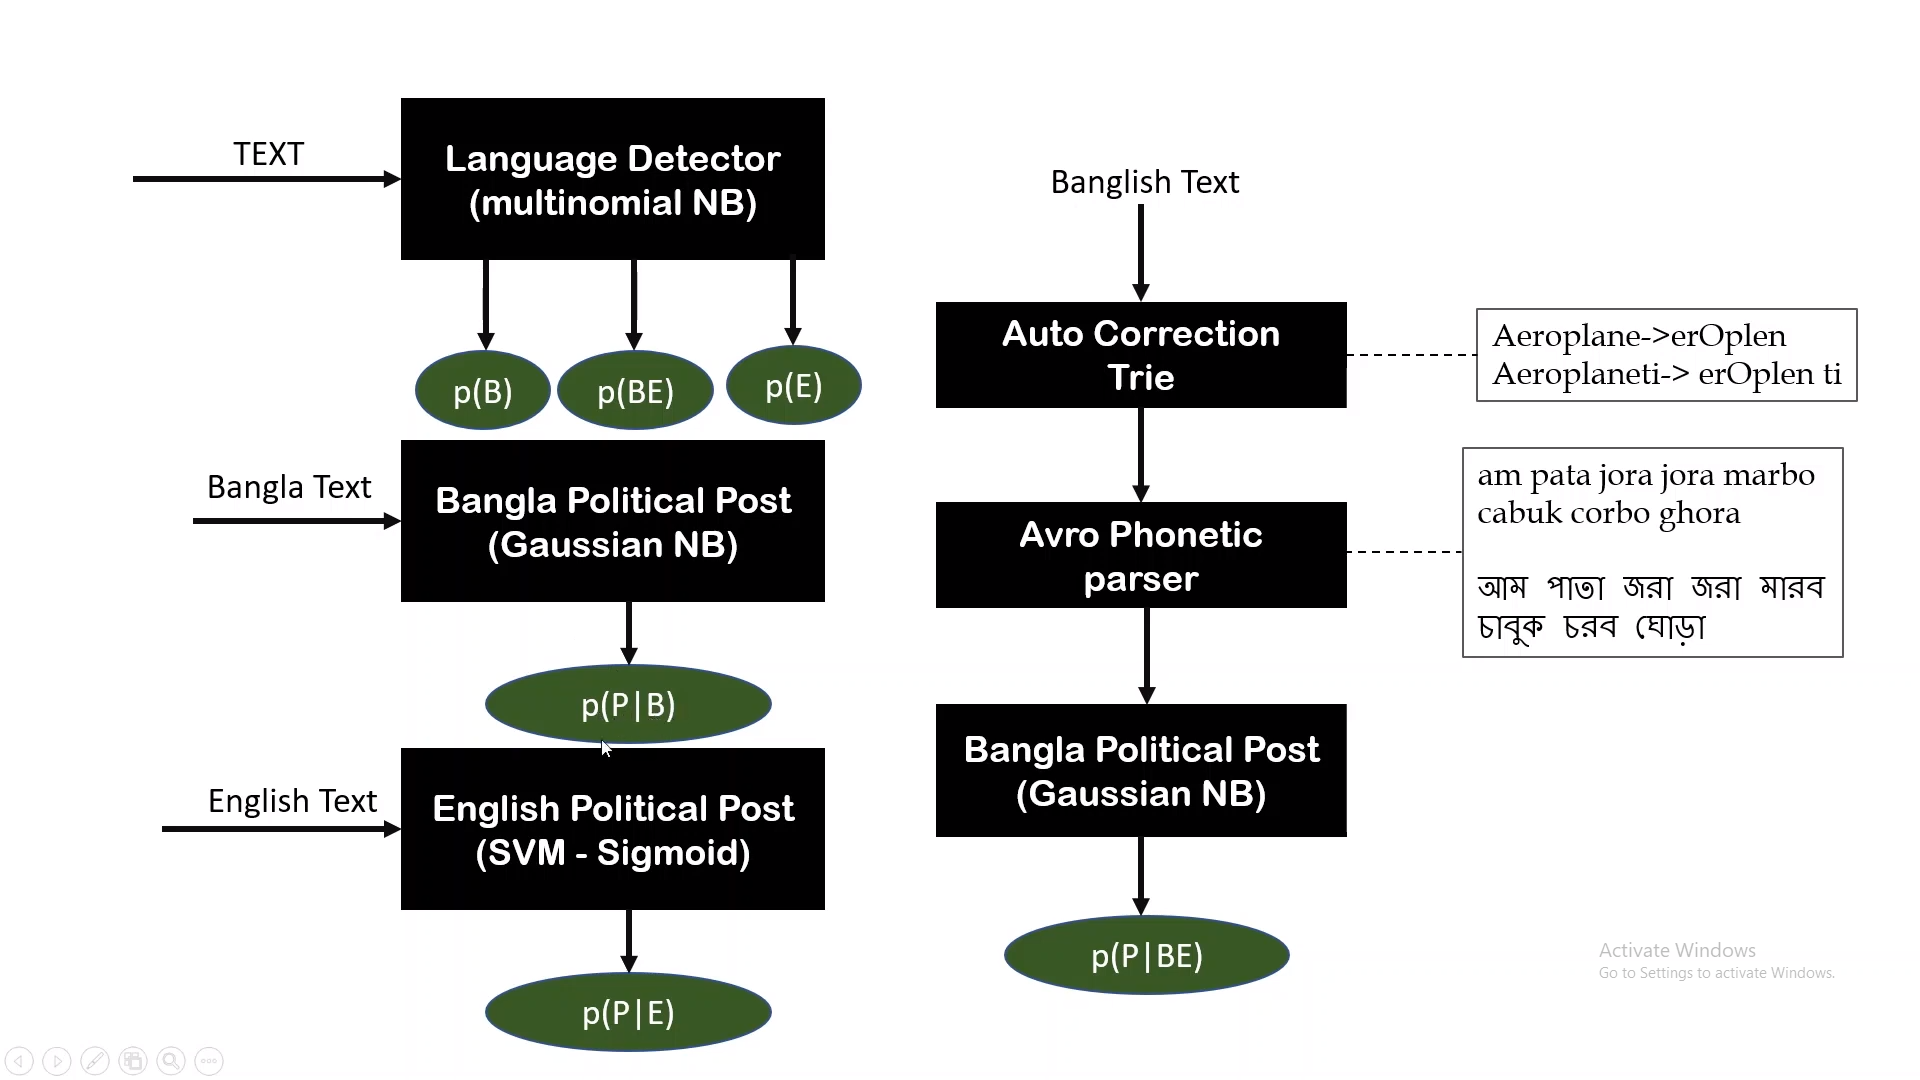 TEXT
Language Detector
(multinomial NB)
p(B)
p(BE)
p(E)
Bangla Text
Bangla Political Post
(Gaussian NB)
p(P|B)
English Text
English Political Post
(SVM - Sigmoid)
p(P|E)
Banglish Text
Auto Correction
Trie
Aeroplane->erOplen
Aeroplaneti-> erOplen ti
Avro Phonetic
parser
am pata jora jora marbo
cabuk corbo ghora
আম পাতা জরা জরা মারব
চাবুক চরব ঘোড়া
Bangla Political Post
(Gaussian NB)
p(P|BE)
Activate Windows
Go to Settings to activate Windows.